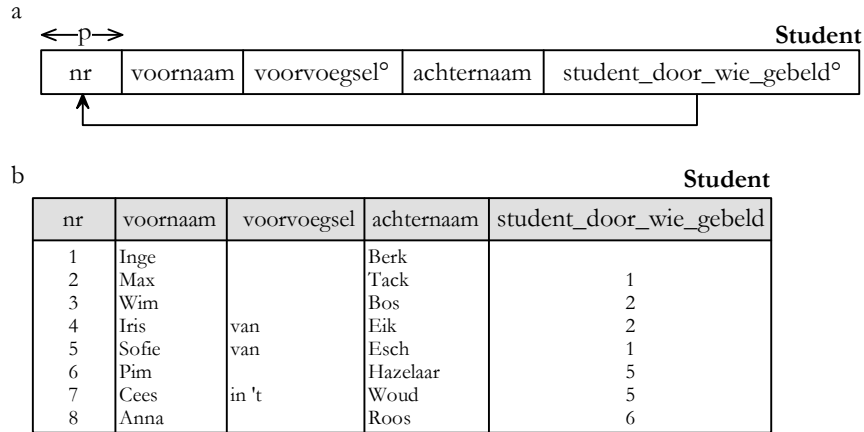 a
p
Student
nr voornaam voorvoegsel° achternaam student_door_wie_gebeld°
b
Student
nr voornaam voorvoegsel achternaam student_door_wie_gebeld
1 Inge Berk
2 Max Tack 1
3 Wim Bos 2
4 Iris van Eik 2
5 Sofie van Esch 1
6 Pim Hazelaar 5
7 Cees in 't Woud 5
8 Anna Roos 6